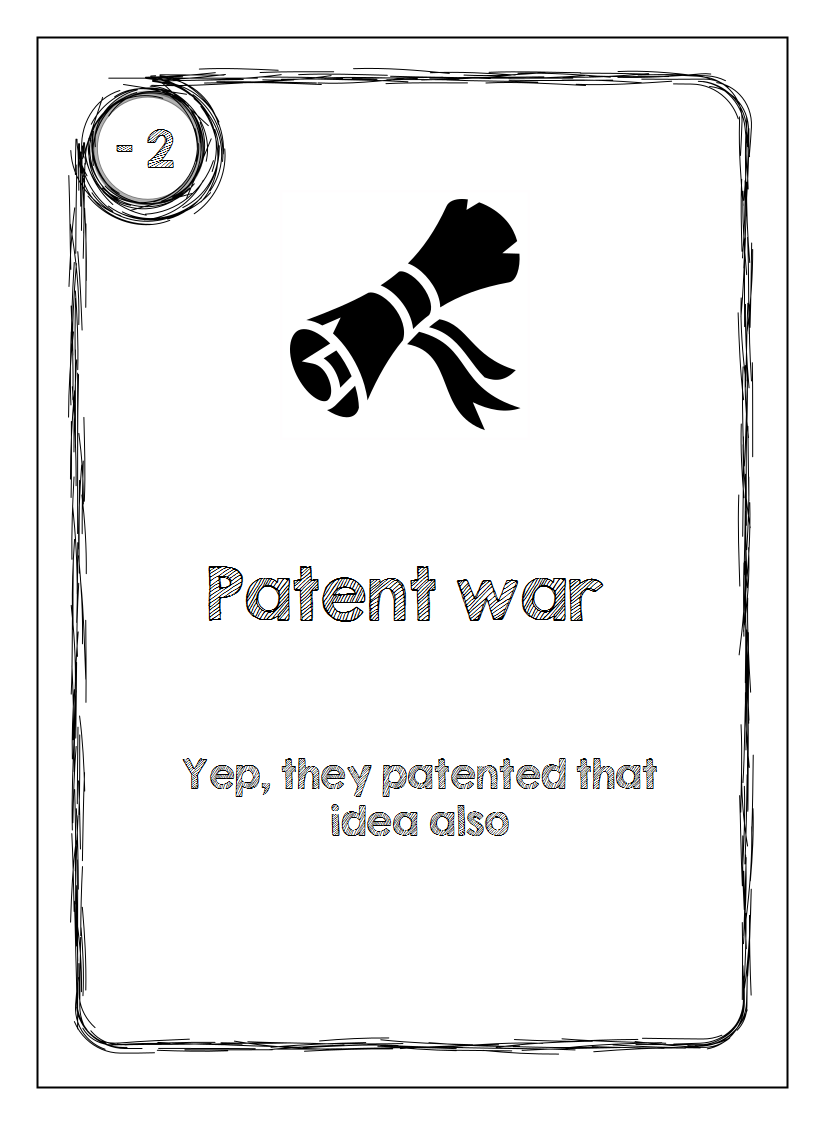 - 2
Patent war
Yep, they patented that
idea also